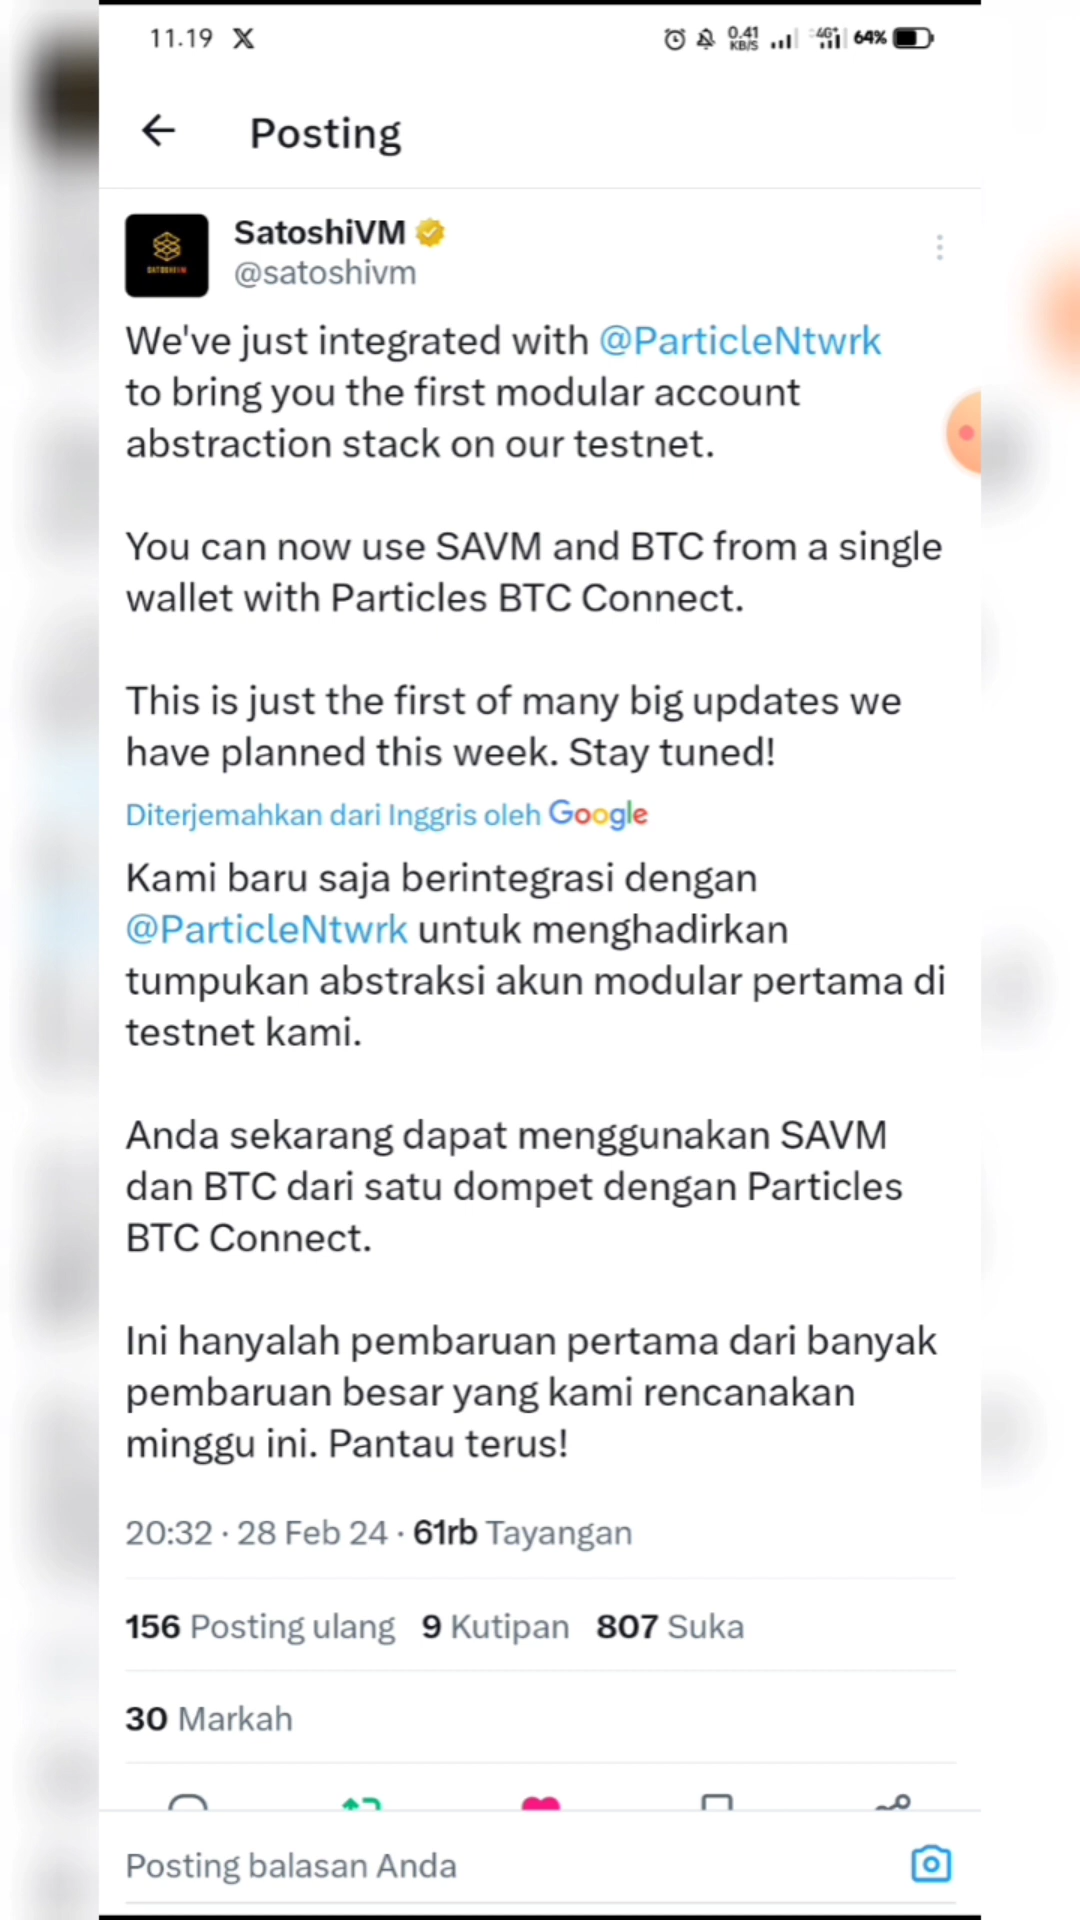 11.19 X
0.41 KB/S 4G+ 64%
Posting
SATOSHIVM
SatoshiVM
@satoshivm
We've just integrated with @ParticleNtwrk
to bring you the first modular account
abstraction stack on our testnet.
You can now use SAVM and BTC from a single
wallet with Particles BTC Connect.
This is just the first of many big updates we
have planned this week. Stay tuned!
Diterjemahkan dari Inggris oleh Google
Kami baru saja berintegrasi dengan
@ParticleNtwrk untuk menghadirkan
tumpukan abstraksi akun modular pertama di
testnet kami.
Anda sekarang dapat menggunakan SAVM
dan BTC dari satu dompet dengan Particles
BTC Connect.
Ini hanyalah pembaruan pertama dari banyak
pembaruan besar yang kami rencanakan
minggu ini. Pantau terus!
20:32 · 28 Feb 24 · 61rb Tayangan
156 Posting ulang 9 Kutipan 807 Suka
30 Markah
Posting balasan Anda